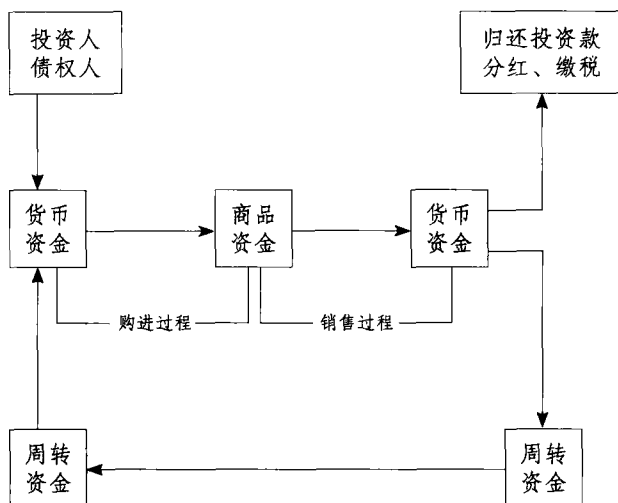 投资人
债权人
归还投资款
分红、缴税
货币
资金
商品
资金
货币
资金
购进过程
销售过程
周转
资金
周转
资金